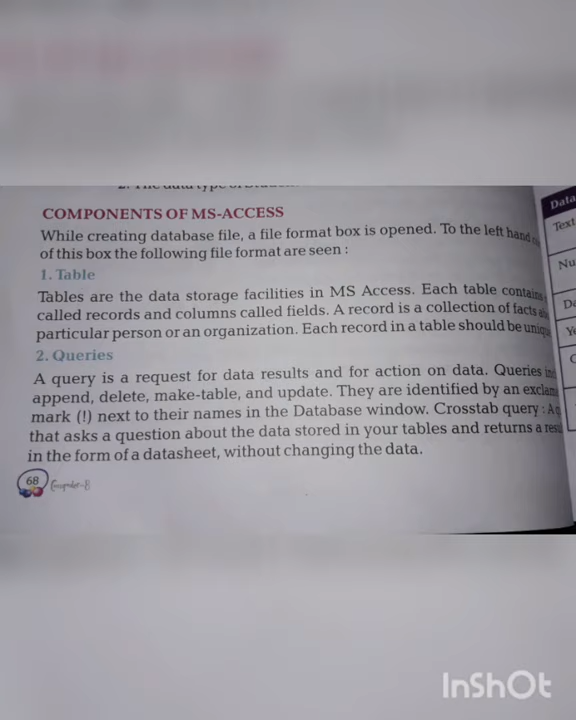 COMPONENTS OF MS-ACCESS
While creating database file, a file format box is opened. To the left hand
of this box the following file format are seen :
1. Table
Tables are the data storage facilities in MS Access. Each table contains
called records and columns called fields. A record is a collection of facts
particular person or an organization. Each record in a table should be
2. Queries
A query is a request for data results and for action on data. Queries
append, delete, make-table, and update. They are identified by an
mark (!) next to their names in the Database window. Crosstab query : A
that asks a question about the data stored in your tables and returns a
in the form of a datasheet, without changing the data.
68 Computer-8
Data
Text
InShOt